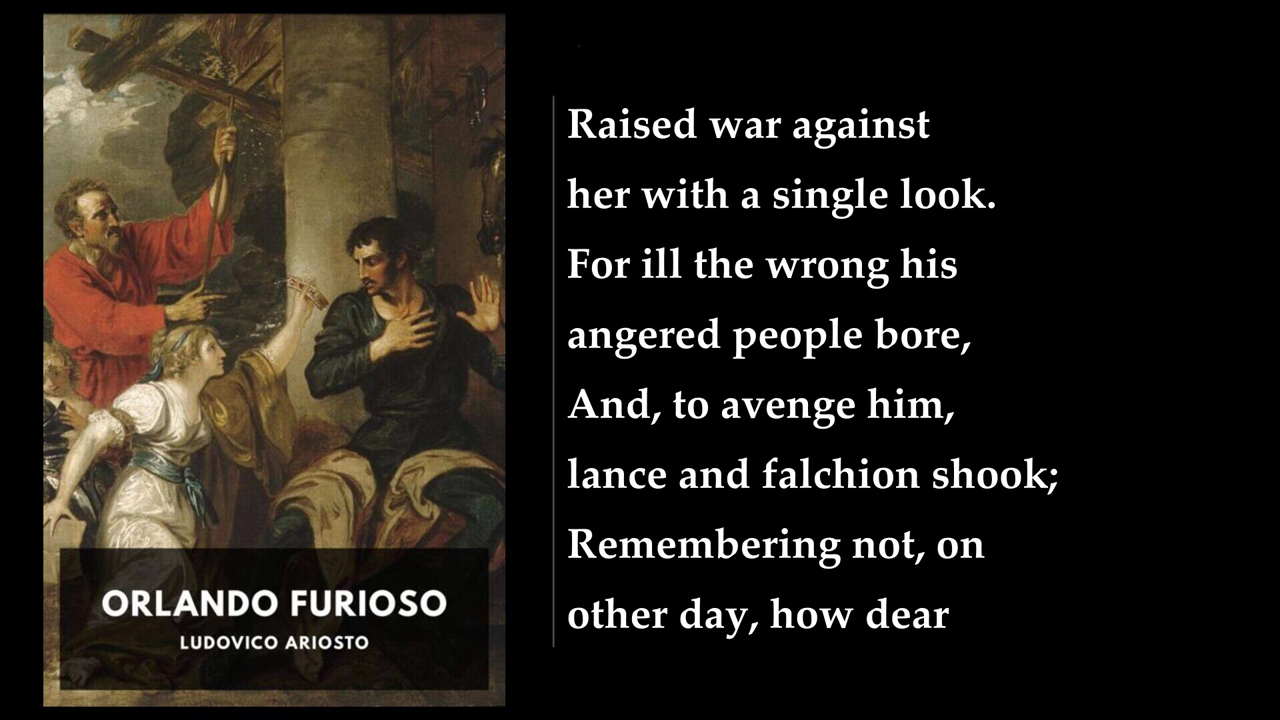 ORLANDO FURIOSO
LUDOVICO ARIOSTO
Raised war against
her with a single look.
For ill the wrong his
angered people bore,
And, to avenge him,
lance and falchion shook;
Remembering not, on
other day, how dear